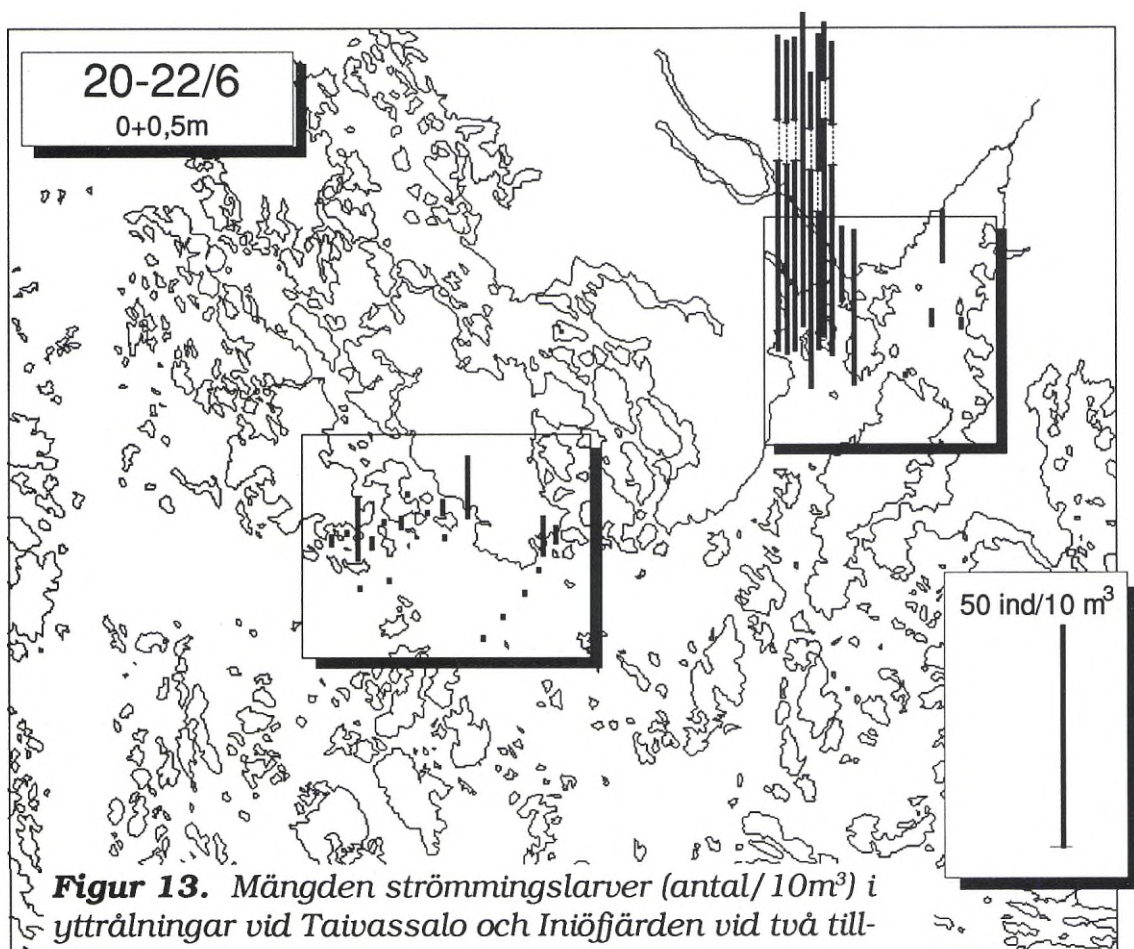 20-22/6
0+0,5m
50 ind/10 m³
Figur 13. Mängden strömmingslarver (antal/10m³) i
yttrålningar vid Taivassalo och Iniöfjärden vid två till-